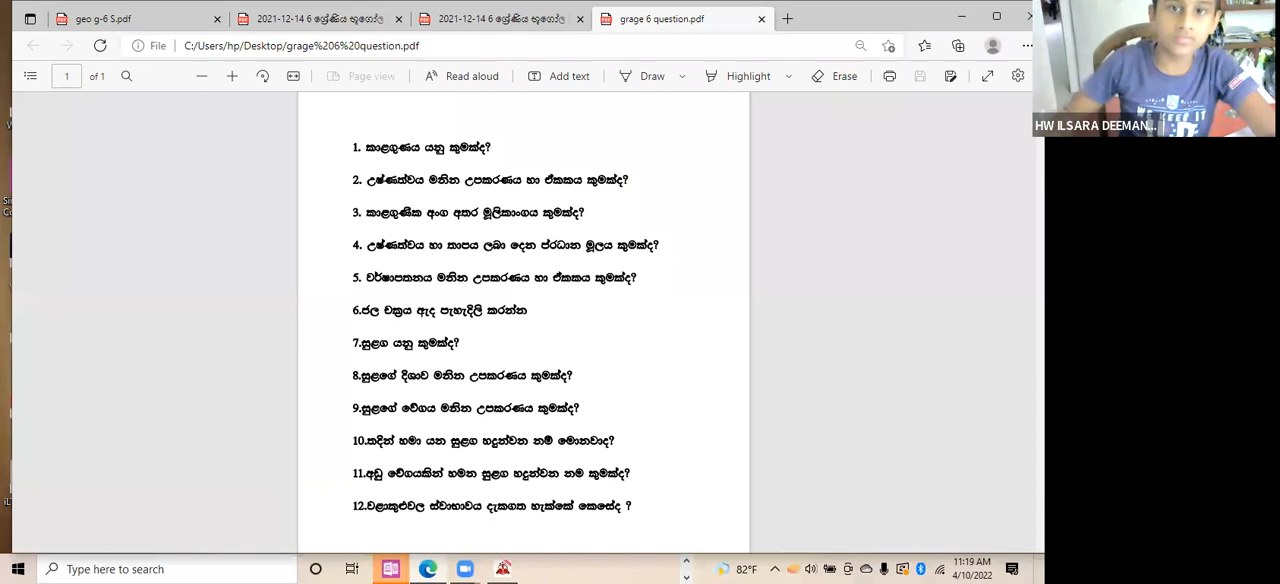 geo g-6 S.pdf
2021-12-14 6 ශ්‍රේණිය භූගෝල
2021-12-14 6 ශ්‍රේණිය භූගෝල
grage 6 question.pdf
File
C:/Users/hp/Desktop/grage%206%20question.pdf
1 of 1
Page view
Read aloud
Add text
Draw
Highlight
Erase
HW ILSARA DEEMAN...
1. කාළගුණය යනු කුමක්ද?
2. උෂ්ණත්වය මනින උපකරණය හා ඒකකය කුමක්ද?
3. කාළගුණීක අංග අතර මූලිකාංගය කුමක්ද?
4. උෂ්ණත්වය හා තාපය ලබා දෙන ප්රධාන මූලය කුමක්ද?
5. වර්ෂාපතනය මනින උපකරණය හා ඒකකය කුමක්ද?
6.ජල චක්‍රය ඇද පැහැදිලි කරන්න
7.සුළග යනු කුමක්ද?
8.සුළගේ දිශාව මනින උපකරණය කුමක්ද?
9.සුළගේ වේගය මනින උපකරණය කුමක්ද?
10.තදින් හමා යන සුළග හදුන්වන නම් මොනවාද?
11.අඩු වේගයකින් හමන සුළග හදුන්වන නම කුමක්ද?
12.වළාකුළුවල ස්වාභාවය දැකගත හැක්කේ කෙසේද ?
Type here to search
82°F
11:19 AM
4/10/2022